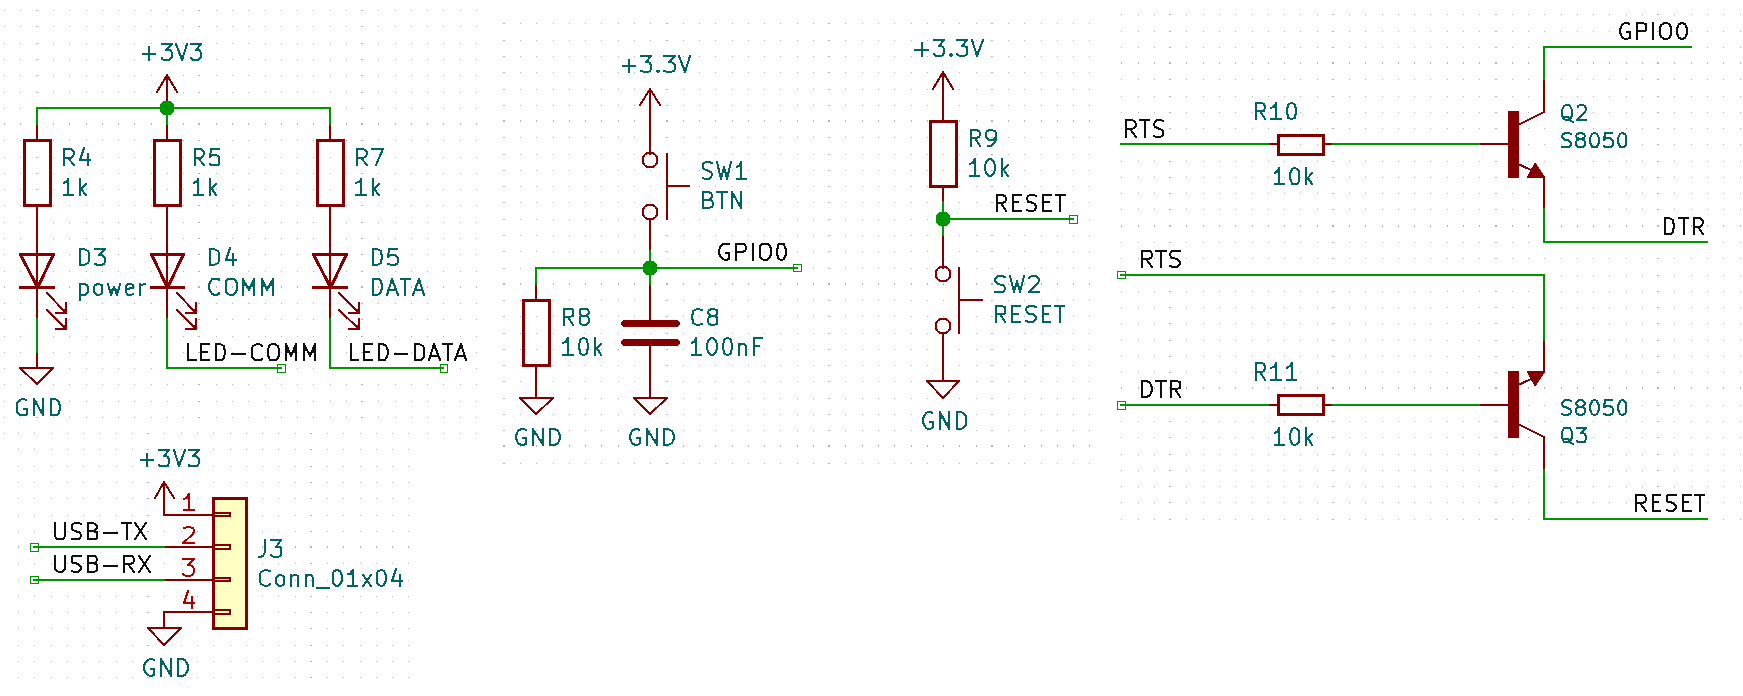 +3V3
R4
1k
R5
1k
R7
1k
D3
power
D4
COMM
D5
DATA
LED-COMM
LED-DATA
GND
+3V3
1
USB-TX
2
USB-RX
3
4
J3
Conn_01x04
GND
+3.3V
SW1
BTN
GPIO0
R8
10k
C8
100nF
GND
GND
+3.3V
R9
10k
RESET
SW2
RESET
GND
GPIO0
R10
RTS
10k
Q2
S8050
DTR
RTS
R11
DTR
10k
S8050
Q3
RESET